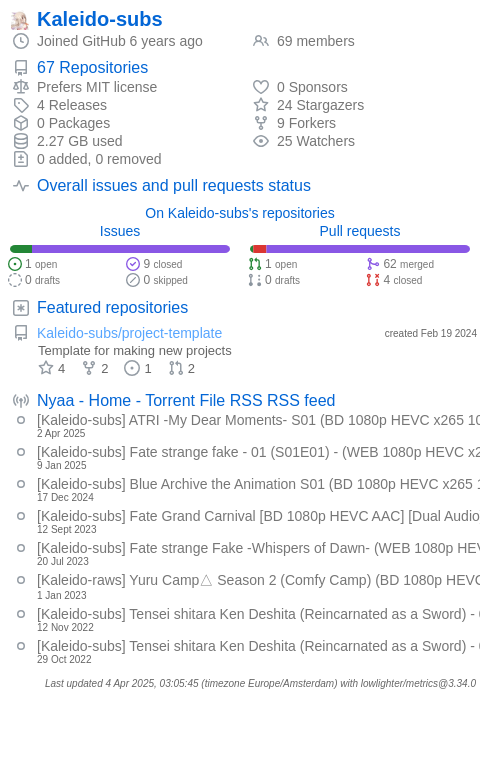 Kaleido-subs
Joined GitHub 6 years ago
69 members
67 Repositories
Prefers MIT license
0 Sponsors
4 Releases
24 Stargazers
0 Packages
9 Forkers
2.27 GB used
25 Watchers
0 added, 0 removed
Overall issues and pull requests status
On Kaleido-subs's repositories
Issues
Pull requests
1 open
9 closed
1 open
62 merged
0 drafts
0 skipped
0 drafts
4 closed
Featured repositories
Kaleido-subs/project-template
created Feb 19 2024
Template for making new projects
4 2 1 2
Nyaa - Home - Torrent File RSS RSS feed
[Kaleido-subs] ATRI -My Dear Moments- S01 (BD 1080p HEVC x265 10
2 Apr 2025
[Kaleido-subs] Fate strange fake - 01 (S01E01) - (WEB 1080p HEVC x2
9 Jan 2025
[Kaleido-subs] Blue Archive the Animation S01 (BD 1080p HEVC x265 1
17 Dec 2024
[Kaleido-subs] Fate Grand Carnival [BD 1080p HEVC AAC] [Dual Audio
12 Sept 2023
[Kaleido-subs] Fate strange Fake -Whispers of Dawn- (WEB 1080p HEV
20 Jul 2023
[Kaleido-raws] Yuru Camp△ Season 2 (Comfy Camp) (BD 1080p HEVC
1 Jan 2023
[Kaleido-subs] Tensei shitara Ken Deshita (Reincarnated as a Sword) -
12 Nov 2022
[Kaleido-subs] Tensei shitara Ken Deshita (Reincarnated as a Sword) -
29 Oct 2022
Last updated 4 Apr 2025, 03:05:45 (timezone Europe/Amsterdam) with lowlighter/metrics@3.34.0